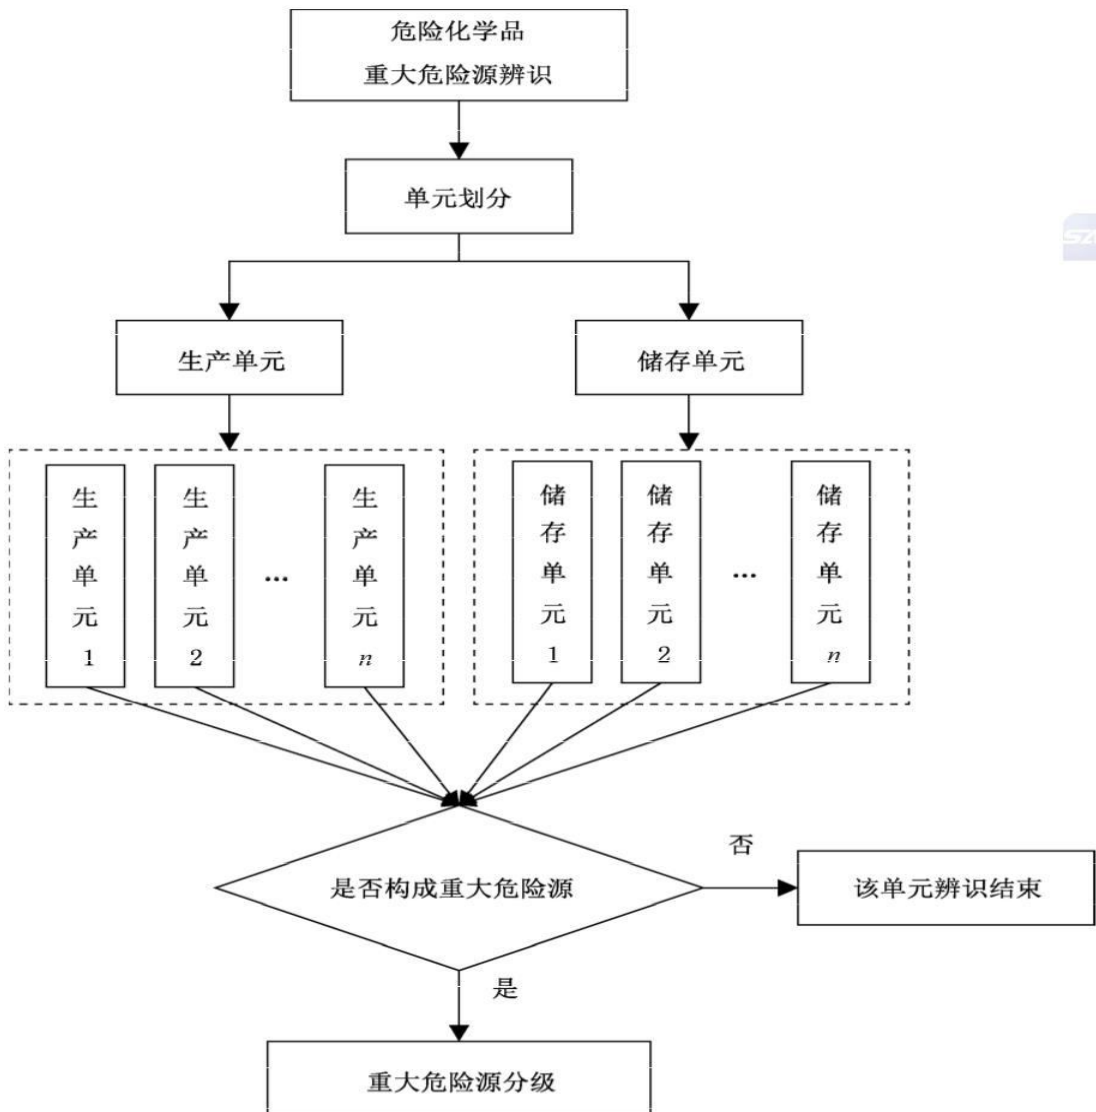 危险化学品
重大危险源辨识
单元划分
生产单元
储存单元
生产单元1
生产单元2
...
生产单元n
储存单元1
储存单元2
...
储存单元n
是否构成重大危险源
否
该单元辨识结束
是
重大危险源分级